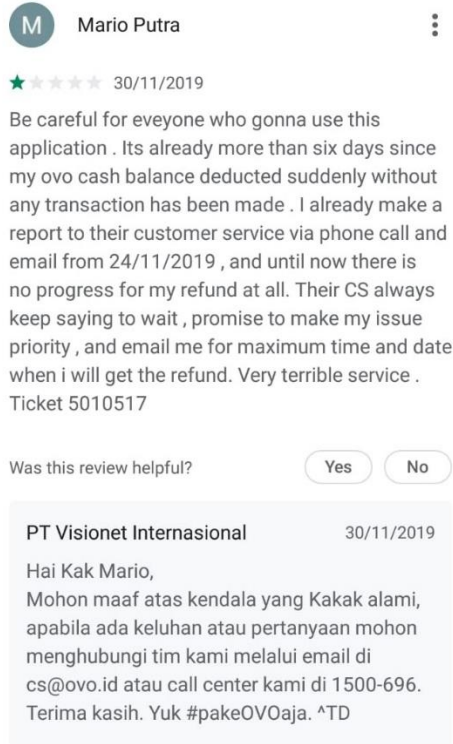 M
Mario Putra
30/11/2019
Be careful for eveyone who gonna use this
application . Its already more than six days since
my ovo cash balance deducted suddenly without
any transaction has been made . I already make a
report to their customer service via phone call and
email from 24/11/2019 , and until now there is
no progress for my refund at all. Their CS always
keep saying to wait , promise to make my issue
priority , and email me for maximum time and date
when i will get the refund. Very terrible service .
Ticket 5010517
Was this review helpful? Yes No
PT Visionet Internasional 30/11/2019
Hai Kak Mario,
Mohon maaf atas kendala yang Kakak alami,
apabila ada keluhan atau pertanyaan mohon
menghubungi tim kami melalui email di
cs@ovo.id atau call center kami di 1500-696.
Terima kasih. Yuk #pakeOVOaja. ^TD